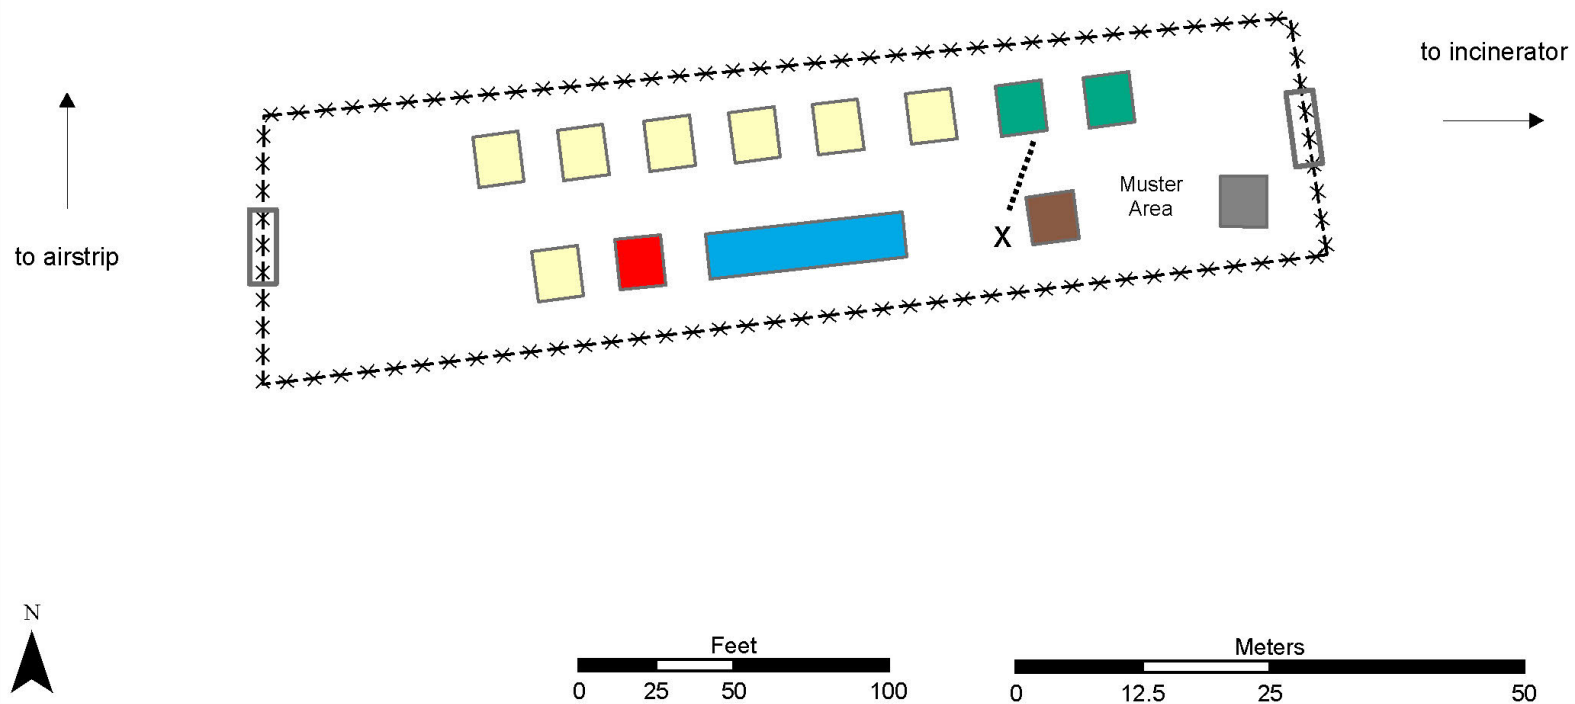 to incinerator
Muster
Area
X
to airstrip
N
Feet
0 25 50 100
Meters
0 12.5 25 50